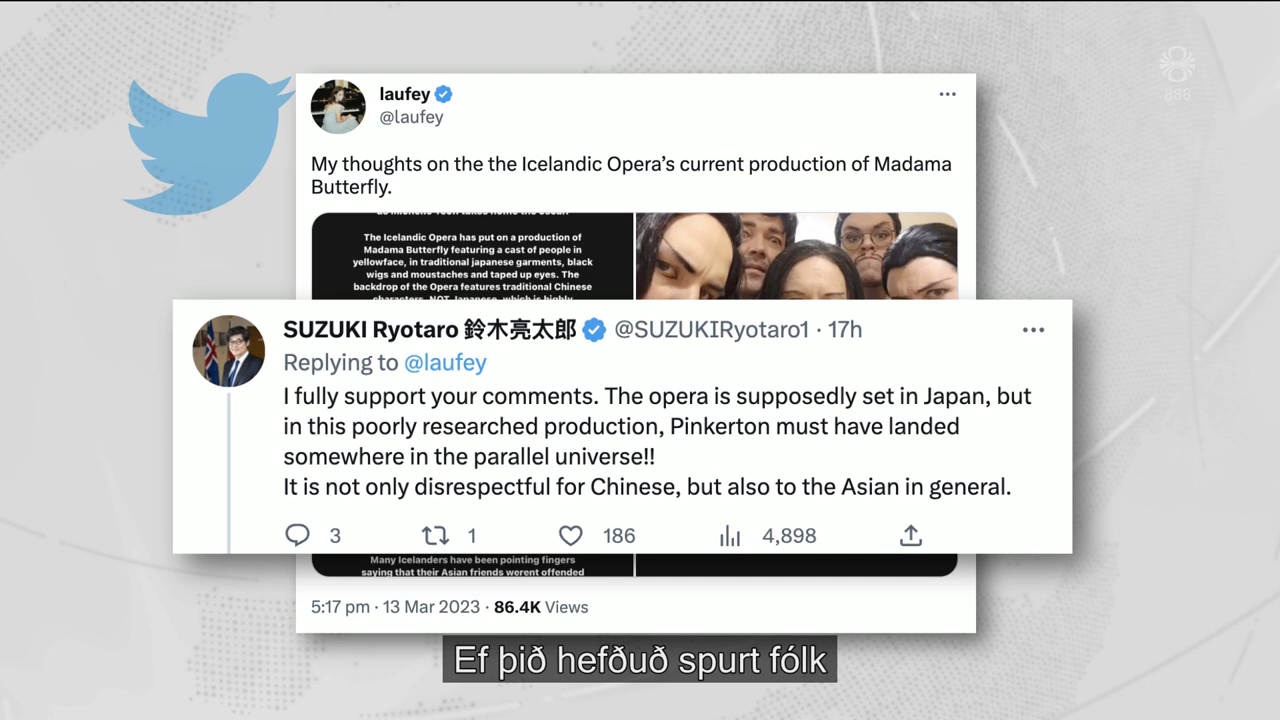 laufey
@laufey
My thoughts on the the Icelandic Opera's current production of Madama
Butterfly.
The Icelandic Opera has put on a production of
Madama Butterfly featuring a cast of people in
yellowface, in traditional japanese garments, black
wigs and moustaches and taped up eyes. The
backdrop of the Opera features traditional Chinese
characters, NOT Japanese, which is highly
SUZUKI Ryotaro 鈴木亮太郎 @SUZUKIRyotaro1 · 17h
Replying to @laufey
I fully support your comments. The opera is supposedly set in Japan, but
in this poorly researched production, Pinkerton must have landed
somewhere in the parallel universe!!
It is not only disrespectful for Chinese, but also to the Asian in general.
3 1 186 4,898
Many Icelanders have been pointing fingers
saying that their Asian friends werent offended
5:17 pm · 13 Mar 2023 · 86.4K Views
Ef þið hefðuð spurt fólk
888